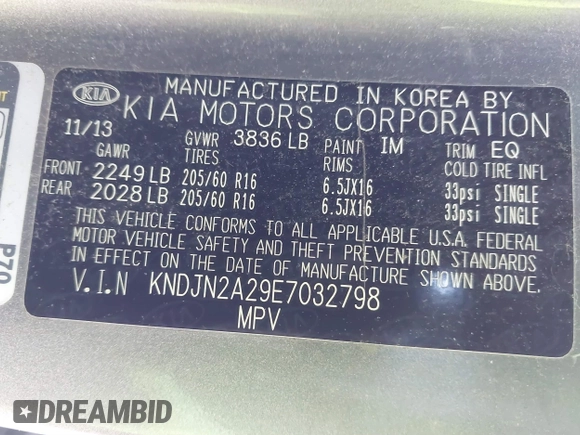 MANUFACTURED IN KOREA BY
KIA KIA MOTORS CORPORATION
11/13 GVWR 3836 LB PAINT IM TRIM EQ
GAWR TIRES RIMS COLD TIRE INFL
FRONT 2249 LB 205/60 R16 6.5JX16 33psi SINGLE
REAR 2028 LB 205/60 R16 6.5JX16 33psi SINGLE
THIS VEHICLE CONFORMS TO ALL APPLICABLE U.S.A. FEDERAL
MOTOR VEHICLE SAFETY AND THEFT PREVENTION STANDARDS
IN EFFECT ON THE DATE OF MANUFACTURE SHOWN ABOVE.
V.I.N KNDJN2A29E7032798
MPV
P70
DREAMBID